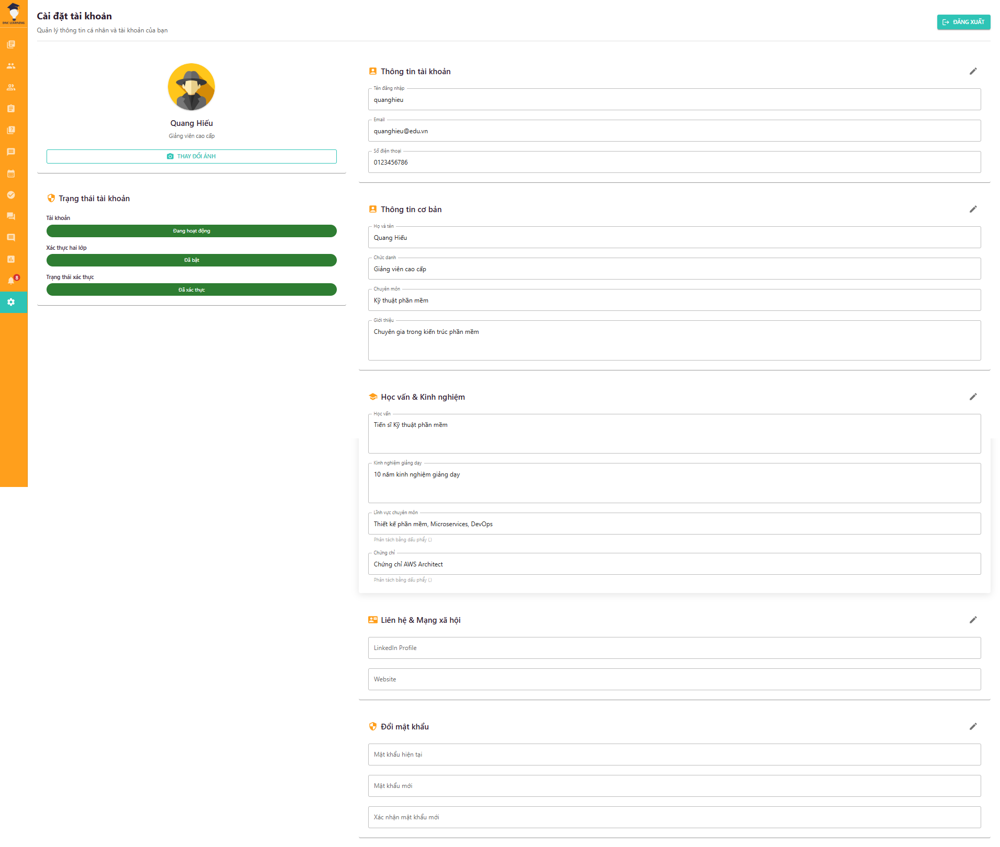 DNC LEARNING
Cài đặt tài khoản
Quản lý thông tin cá nhân và tài khoản của bạn
ĐĂNG XUẤT
8
Quang Hiếu
Giảng viên cao cấp
THAY ĐỔI ẢNH
Trạng thái tài khoản
Tài khoản
Đang hoạt động
Xác thực hai lớp
Đã bật
Trạng thái xác thực
Đã xác thực
Thông tin tài khoản
Tên đăng nhập
quanghieu
Email
quanghieu@edu.vn
Số điện thoại
0123456786
Thông tin cơ bản
Họ và tên
Quang Hiếu
Chức danh
Giảng viên cao cấp
Chuyên môn
Kỹ thuật phần mềm
Giới thiệu
Chuyên gia trong kiến trúc phần mềm
Học vấn & Kinh nghiệm
Học vấn
Tiến sĩ Kỹ thuật phần mềm
Kinh nghiệm giảng dạy
10 năm kinh nghiệm giảng dạy
Lĩnh vực chuyên môn
Thiết kế phần mềm, Microservices, DevOps
Phân tách bằng dấu phẩy (,)
Chứng chỉ
Chứng chỉ AWS Architect
Phân tách bằng dấu phẩy (,)
Liên hệ & Mạng xã hội
LinkedIn Profile
Website
Đổi mật khẩu
Mật khẩu hiện tại
Mật khẩu mới
Xác nhận mật khẩu mới